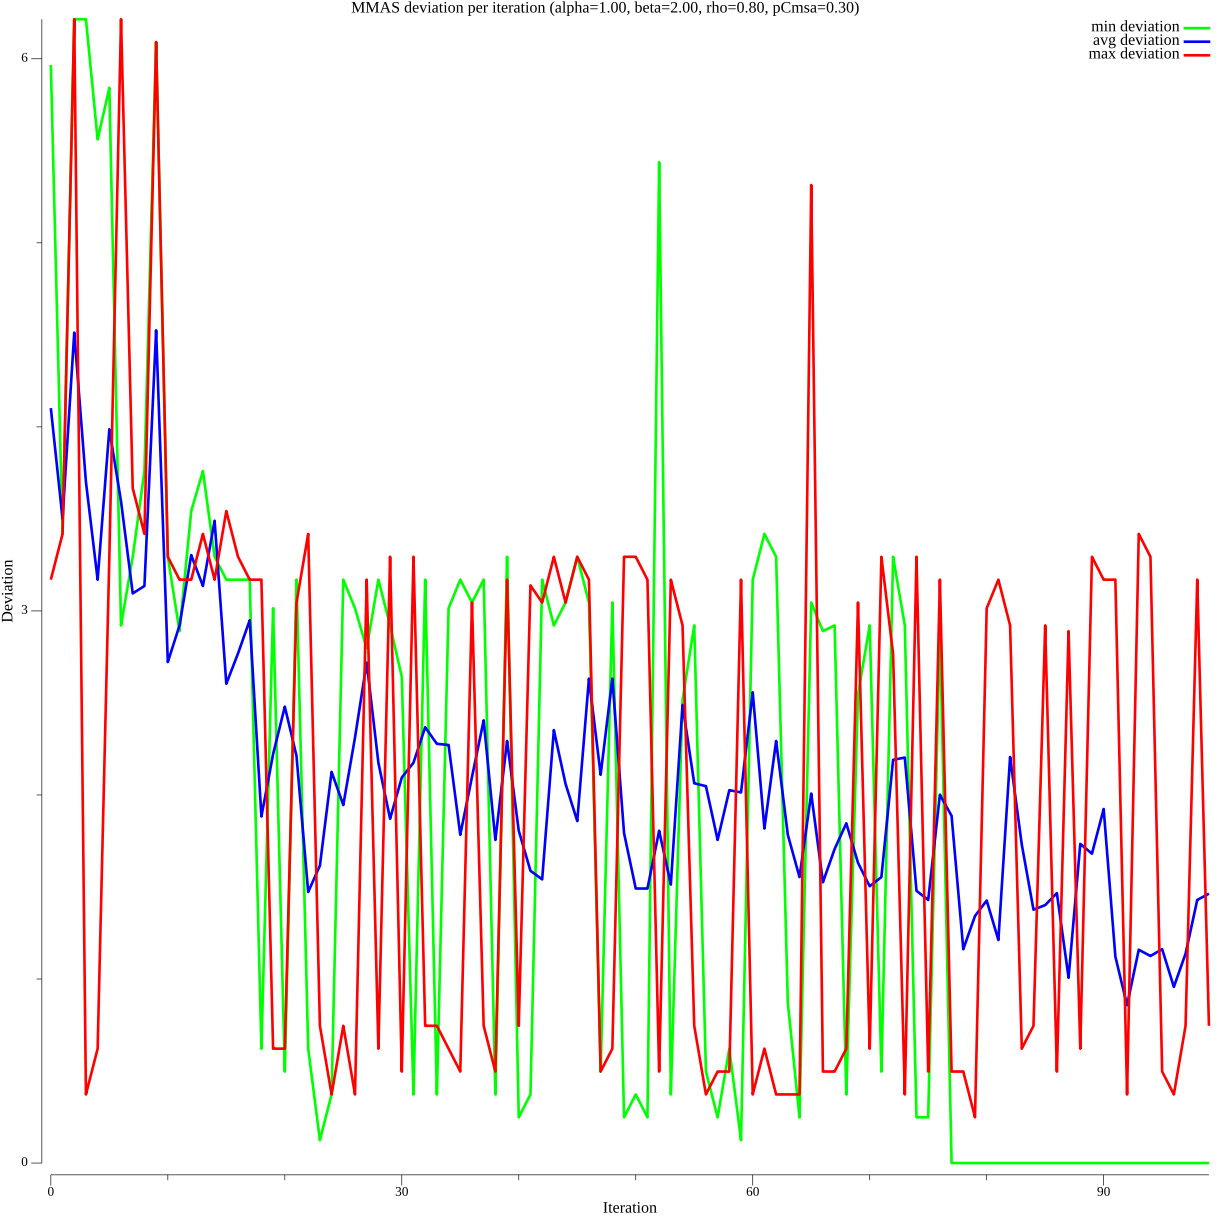 MMAS deviation per iteration (alpha=1.00, beta=2.00, rho=0.80, pCmsa=0.30)
min deviation
avg deviation
max deviation
6
3
0
Deviation
0 30 60 90
Iteration